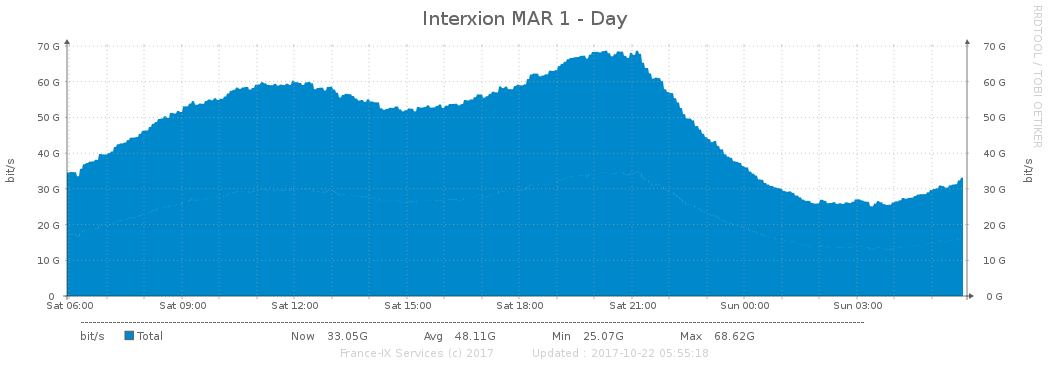 Interxion MAR 1 - Day
RRDTOOL / TOBI OETIKER
bit/s
bit/s
70 G 70 G
60 G 60 G
50 G 50 G
40 G 40 G
30 G 30 G
20 G 20 G
10 G 10 G
0 0 G
Sat 06:00 Sat 09:00 Sat 12:00 Sat 15:00 Sat 18:00 Sat 21:00 Sun 00:00 Sun 03:00
bit/s Total Now 33.05G Avg 48.11G Min 25.07G Max 68.62G
France-IX Services (c) 2017 Updated : 2017-10-22 05:55:18